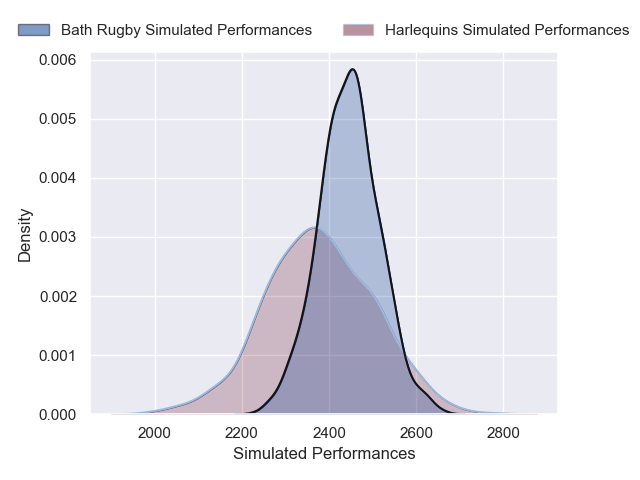 Bath Rugby Simulated Performances Harlequins Simulated Performances
0.006
0.005
0.004
0.003
0.002
0.001
0.000
Density
2000 2200 2400 2600 2800
Simulated Performances